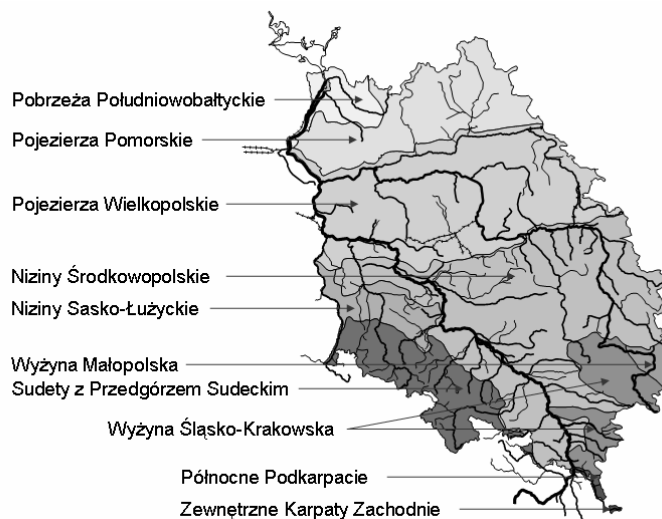 Pobrzeża Południowobałtyckie
Pojezierza Pomorskie
Pojezierza Wielkopolskie
Niziny Środkowopolskie
Niziny Sasko-Łużyckie
Wyżyna Małopolska
Sudety z Przedgórzem Sudeckim
Wyżyna Śląsko-Krakowska
Północne Podkarpacie
Zewnętrzne Karpaty Zachodnie